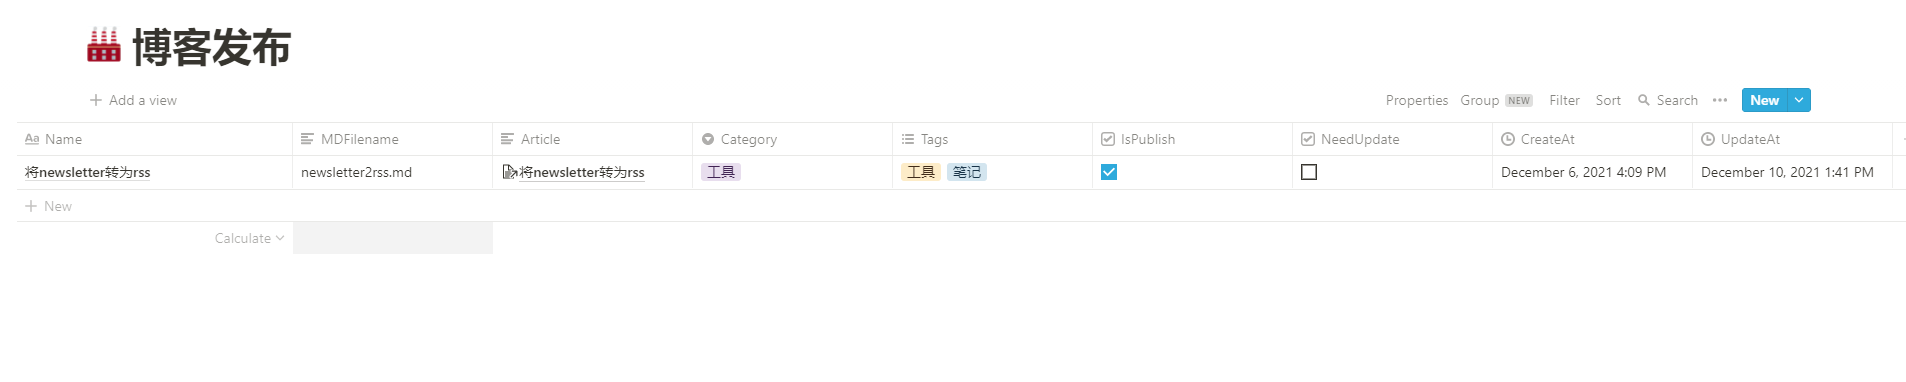 博客发布
Add a view
Properties Group NEW Filter Sort Search New
Aa Name MDFilename Article Category Tags IsPublish NeedUpdate CreateAt UpdateAt
将newsletter转为rss newsletter2rss.md 将newsletter转为rss 工具 工具 笔记 December 6, 2021 4:09 PM December 10, 2021 1:41 PM
New
Calculate